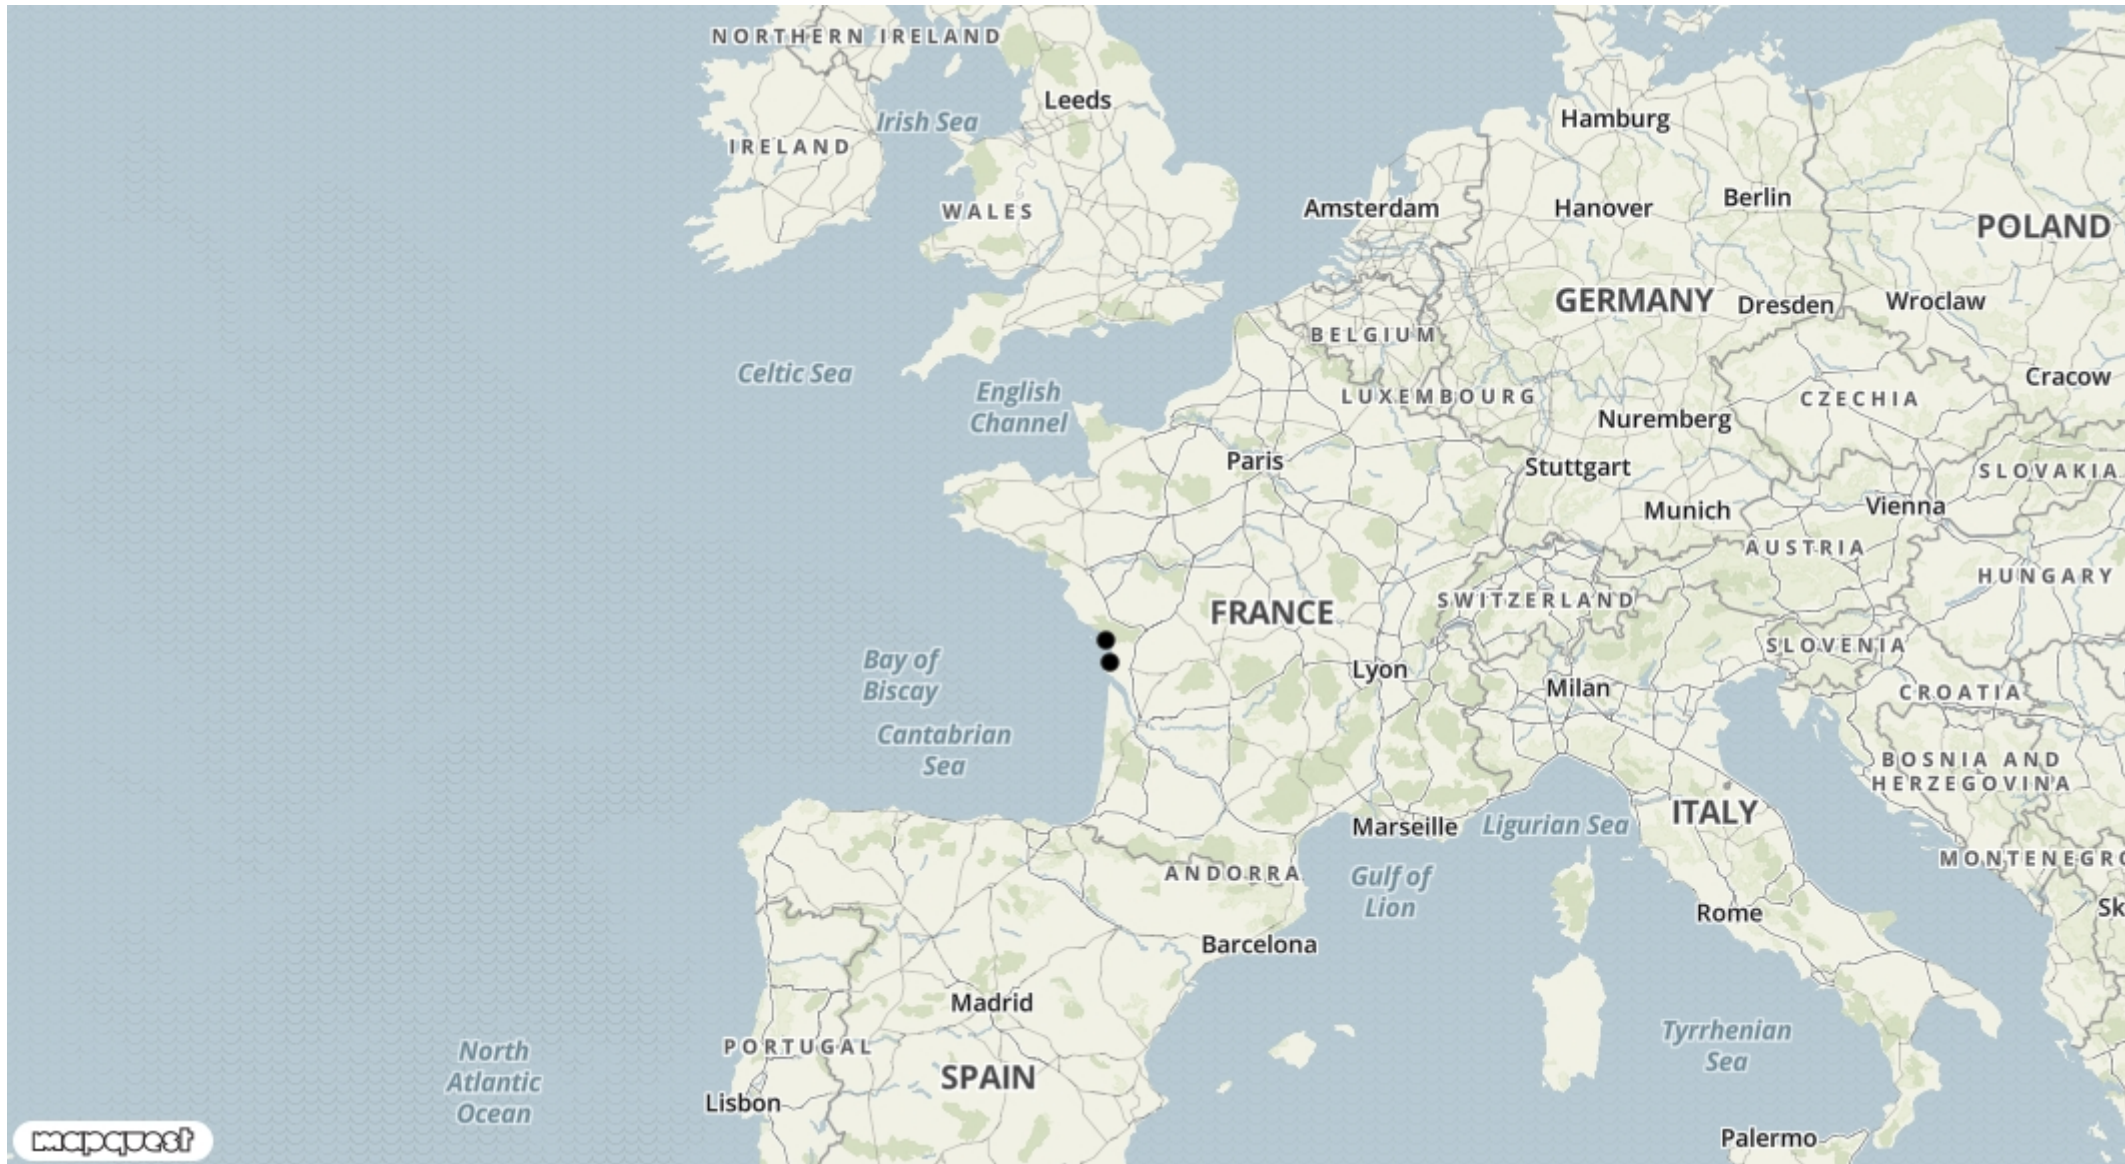 NORTHERN IRELAND
Leeds
Irish Sea
IRELAND
WALES
Hamburg
Amsterdam
Hanover
Berlin
POLAND
GERMANY
Dresden
Wroclaw
BELGIUM
Celtic Sea
English
Channel
LUXEMBOURG
Cracow
CZECHIA
Nuremberg
Paris
Stuttgart
SLOVAKIA
Munich
Vienna
AUSTRIA
HUNGARY
FRANCE
SWITZERLAND
SLOVENIA
Bay of
Biscay
Lyon
Milan
CROATIA
Cantabrian
Sea
BOSNIA AND
HERZEGOVINA
ITALY
Marseille
Ligurian Sea
MONTENEGRO
ANDORRA
Gulf of
Lion
Sk
Rome
Barcelona
Madrid
Tyrrhenian
Sea
PORTUGAL
North
Atlantic
Ocean
SPAIN
Lisbon
Palermo
mapquest